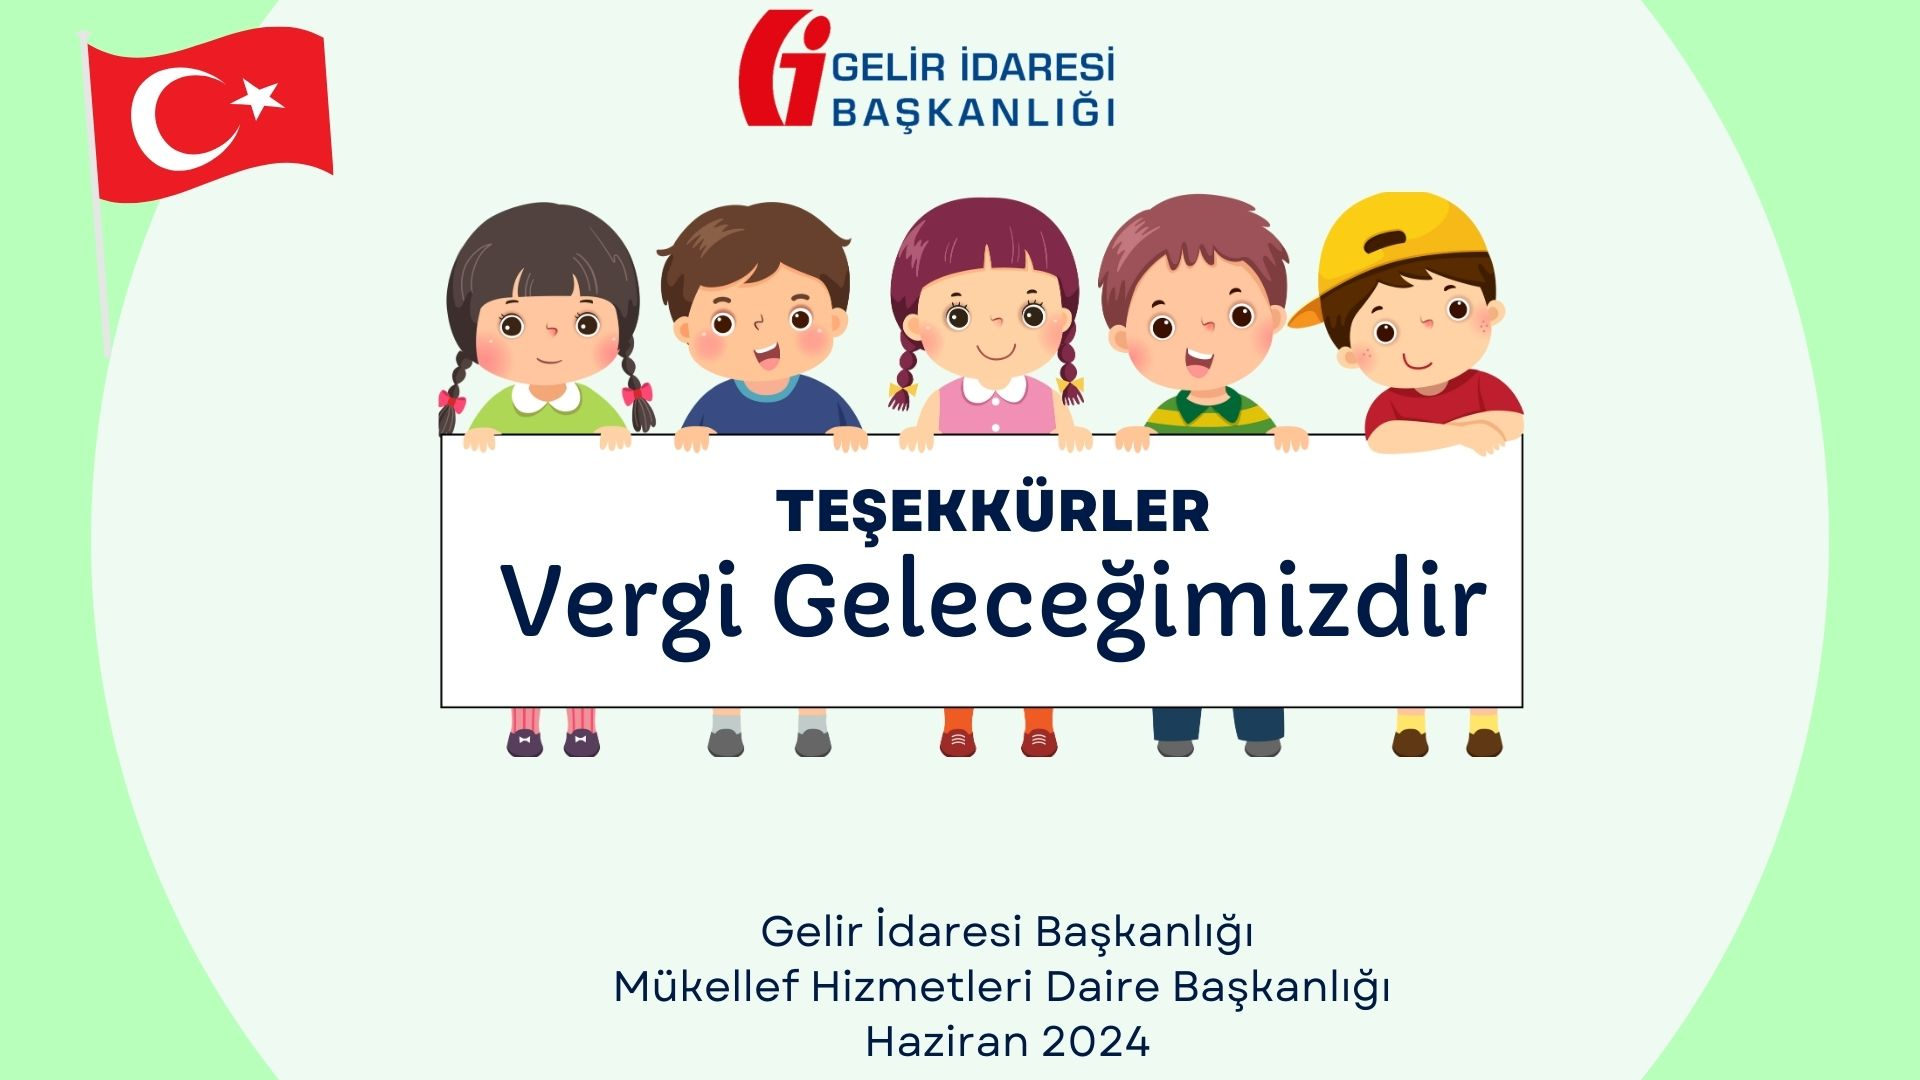 GELİR İDARESİ
BAŞKANLIĞI
TEŞEKKÜRLER
Vergi Geleceğimizdir
Gelir İdaresi Başkanlığı
Mükellef Hizmetleri Daire Başkanlığı
Haziran 2024